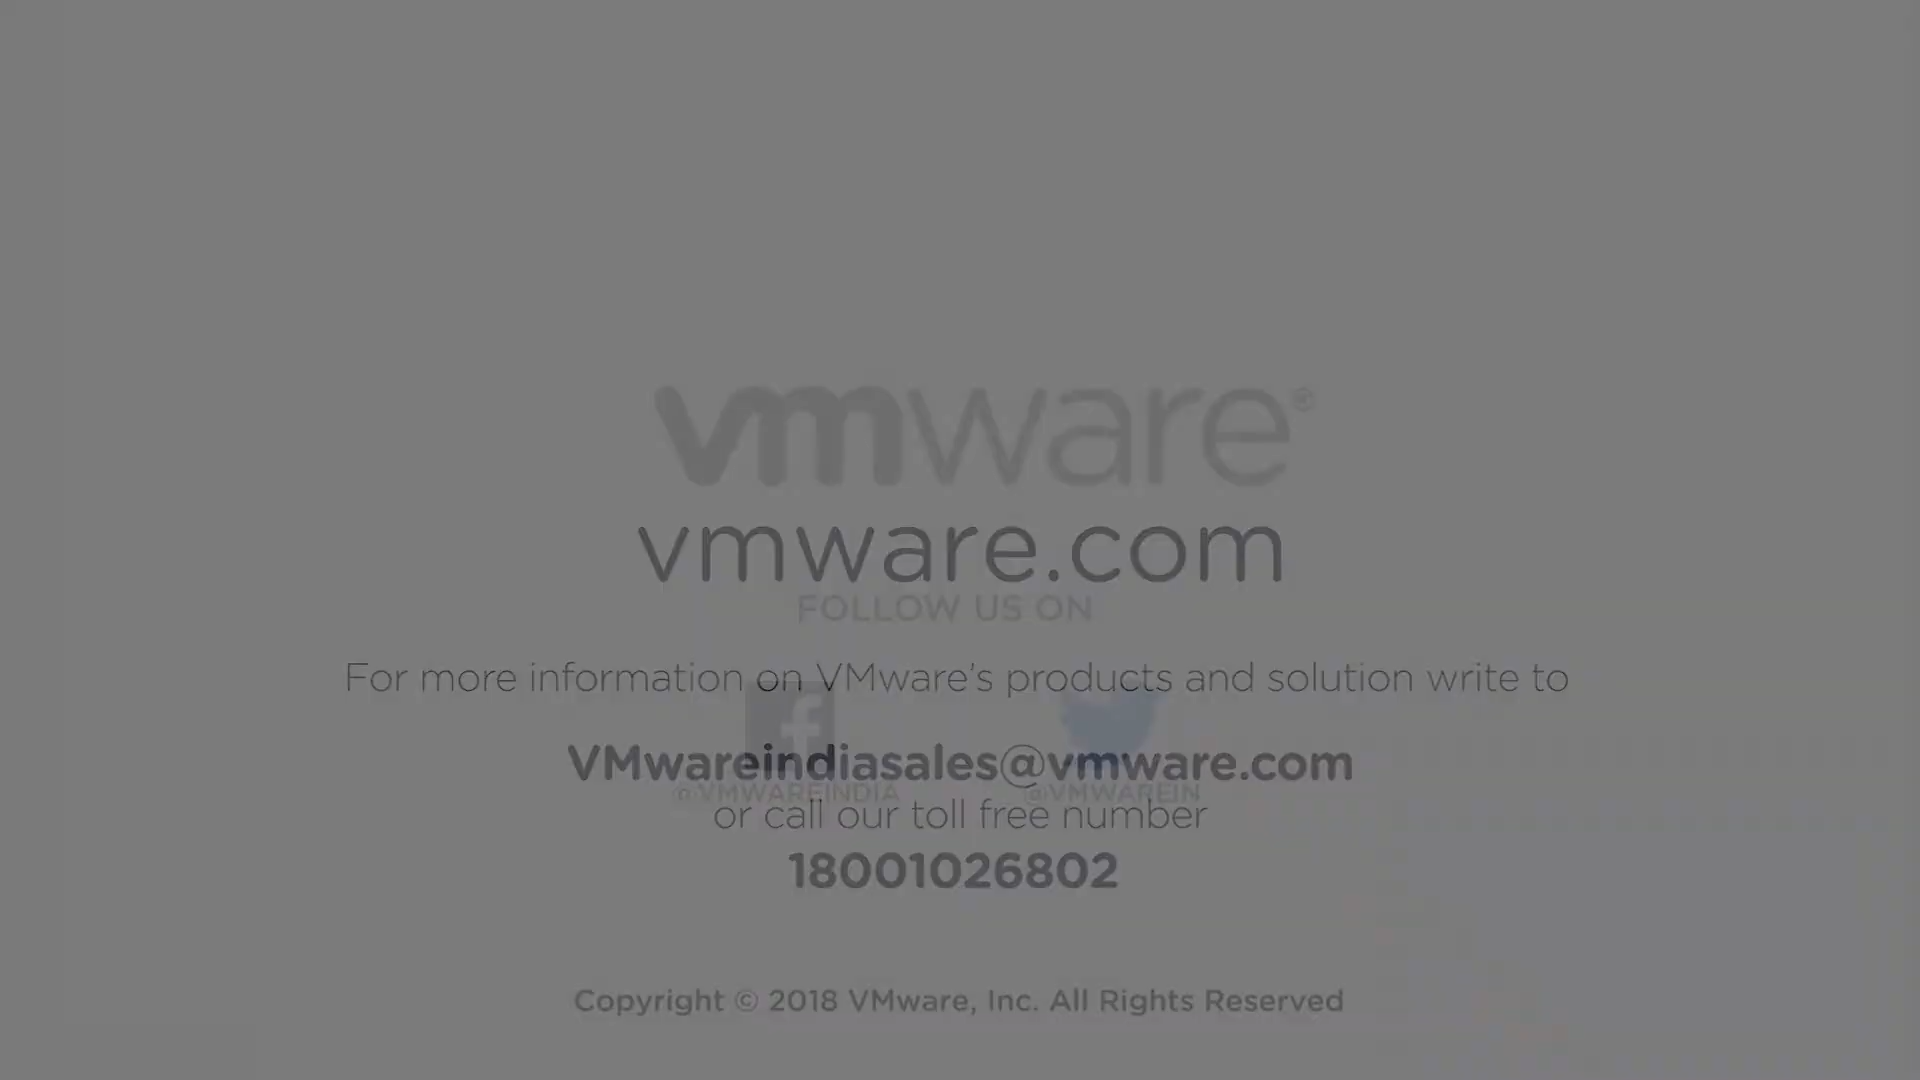 vmware®
vmware.com
FOLLOW US ON
For more information on VMware's products and solution write to
VMwareindiasales@vmware.com
@VMWAREINDIA @VMWAREIN
or call our toll free number
18001026802
Copyright © 2018 VMware, Inc. All Rights Reserved